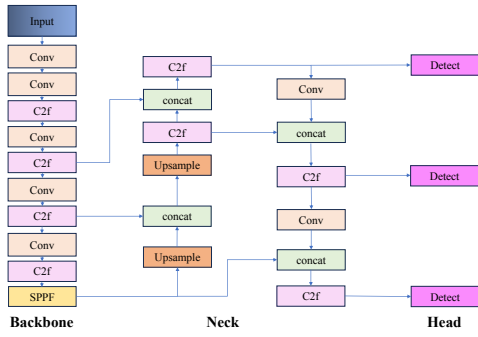 Input
Conv
Conv
C2f
Conv
C2f
Conv
C2f
Conv
C2f
SPPF
Backbone
C2f
concat
C2f
Upsample
concat
Upsample
Conv
concat
C2f
Conv
concat
C2f
Neck
Detect
Detect
Detect
Head